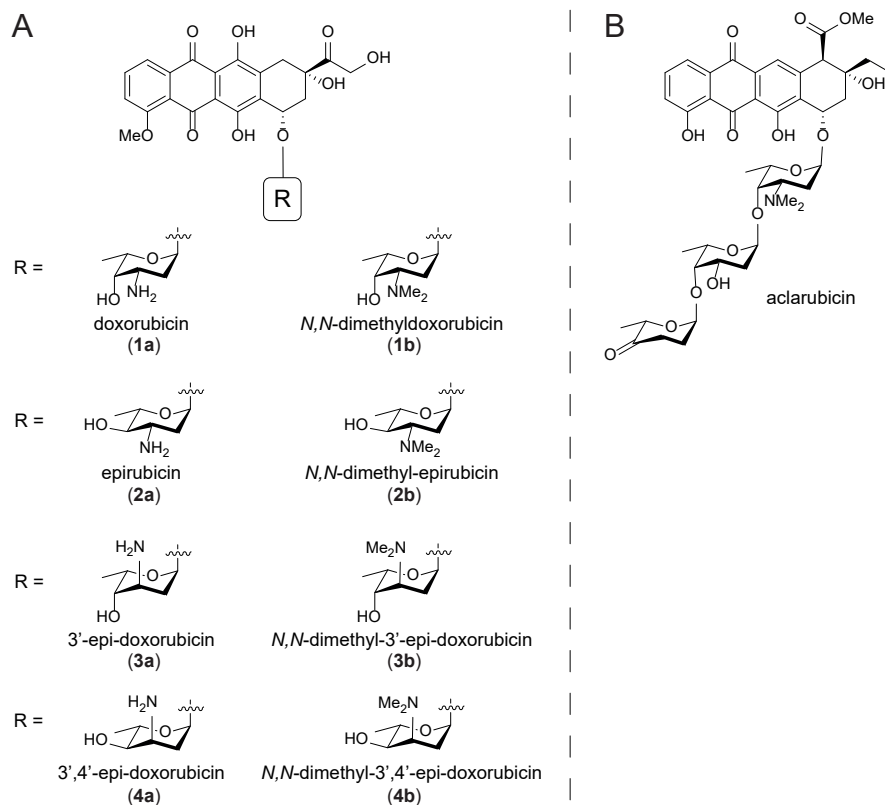 A
B
O
OH
O
OH
OH
MeO
O
OH
O
R
O
OMe
O
OH
OH
O
OH
O
O
NMe2
O
O
OH
O
O
O
aclarubicin
R =
O
HO
NH2
doxorubicin
(1a)
O
HO
NMe2
N,N-dimethyldoxorubicin
(1b)
R =
O
HO
NH2
epirubicin
(2a)
O
HO
NMe2
N,N-dimethyl-epirubicin
(2b)
R =
H2N
O
HO
3'-epi-doxorubicin
(3a)
Me2N
O
HO
N,N-dimethyl-3'-epi-doxorubicin
(3b)
R =
H2N
O
HO
3',4'-epi-doxorubicin
(4a)
Me2N
O
HO
N,N-dimethyl-3',4'-epi-doxorubicin
(4b)